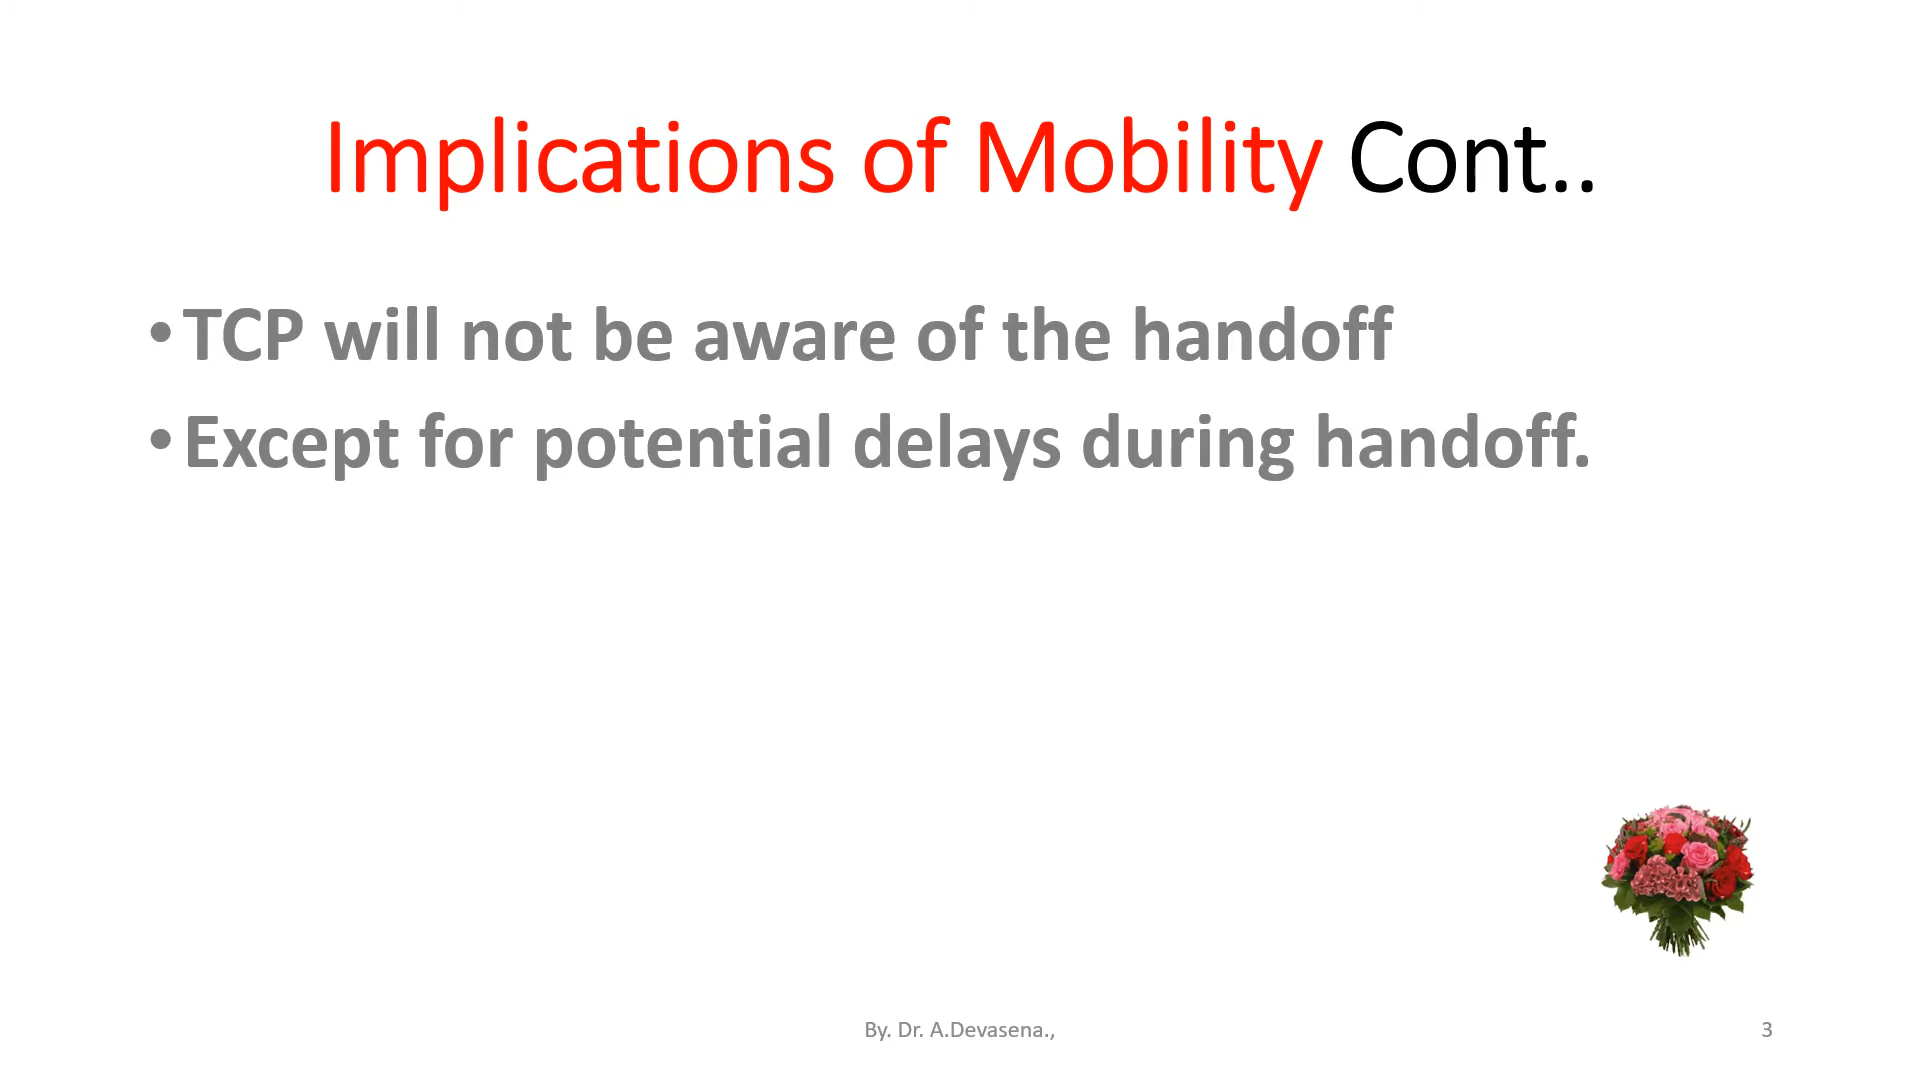 Implications of Mobility Cont..
• TCP will not be aware of the handoff
• Except for potential delays during handoff.
By. Dr. A.Devasena.,
3